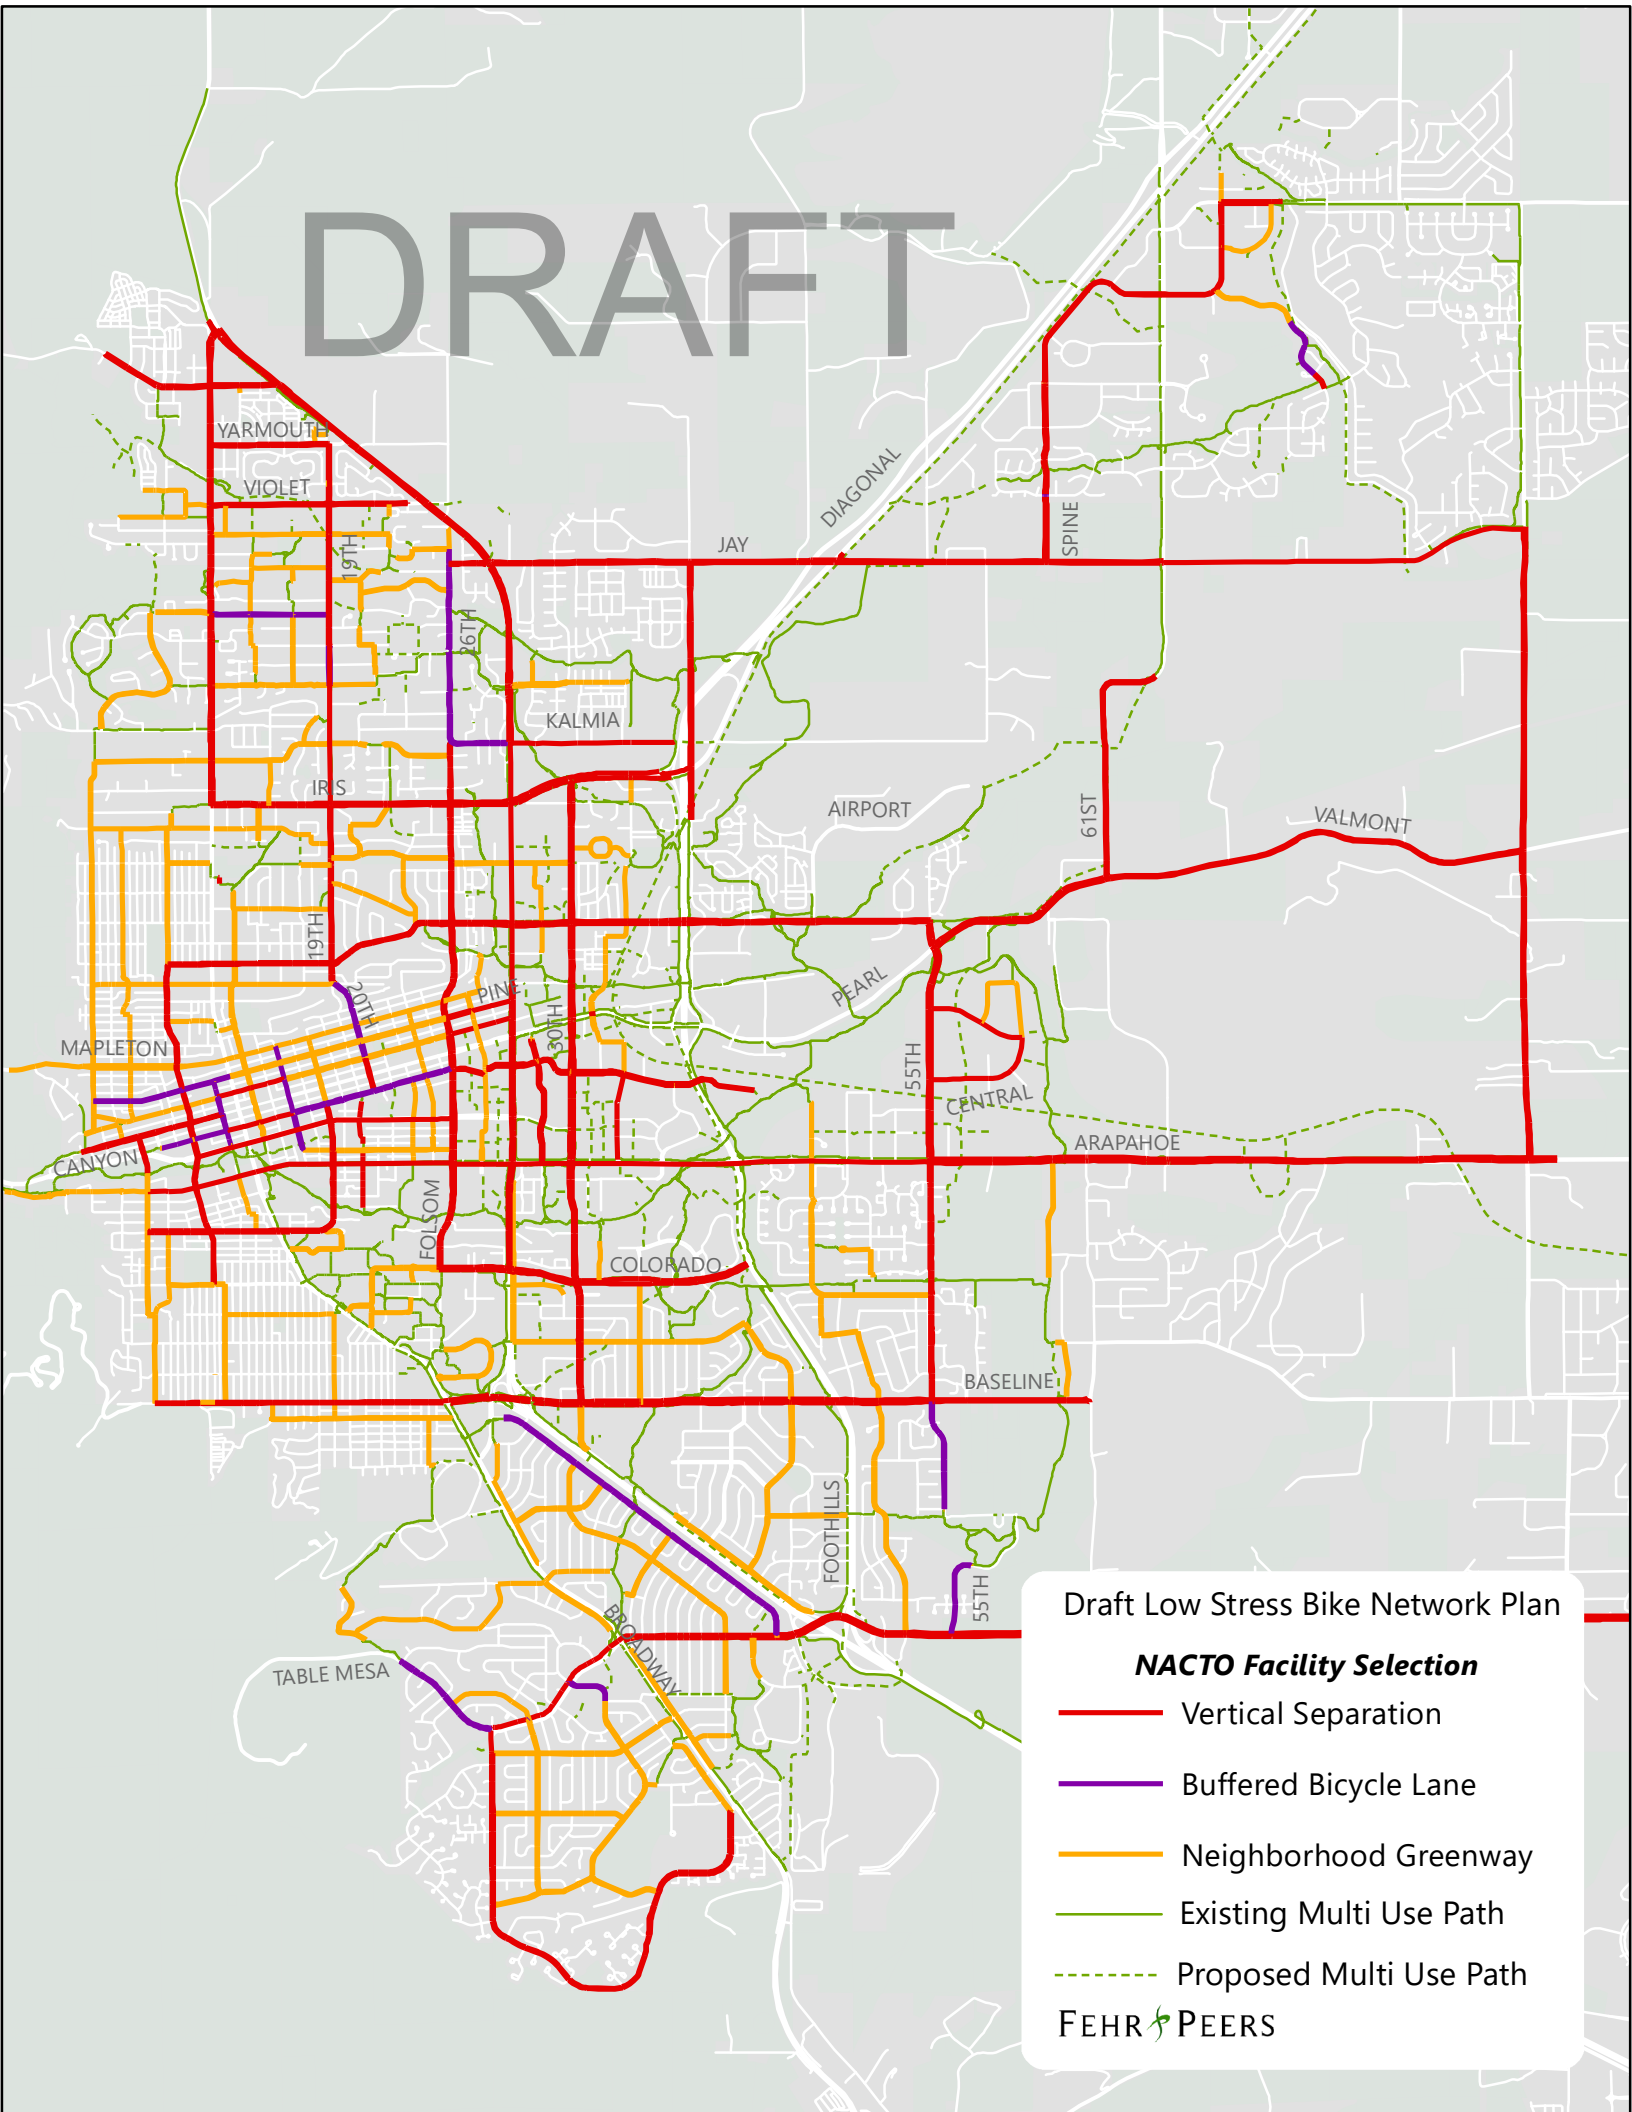 DRAFT
YARMOUTH
VIOLET
19TH
DIAGONAL
JAY
SPINE
26TH
KALMIA
IRIS
AIRPORT
61ST
VALMONT
19TH
20TH
PINE
PEARL
30TH
MAPLETON
55TH
CENTRAL
ARAPAHOE
CANYON
FOLSOM
COLORADO
BASELINE
FOOTHILLS
55TH
BROADWAY
TABLE MESA
Draft Low Stress Bike Network Plan
NACTO Facility Selection
Vertical Separation
Buffered Bicycle Lane
Neighborhood Greenway
Existing Multi Use Path
Proposed Multi Use Path
FEHR PEERS